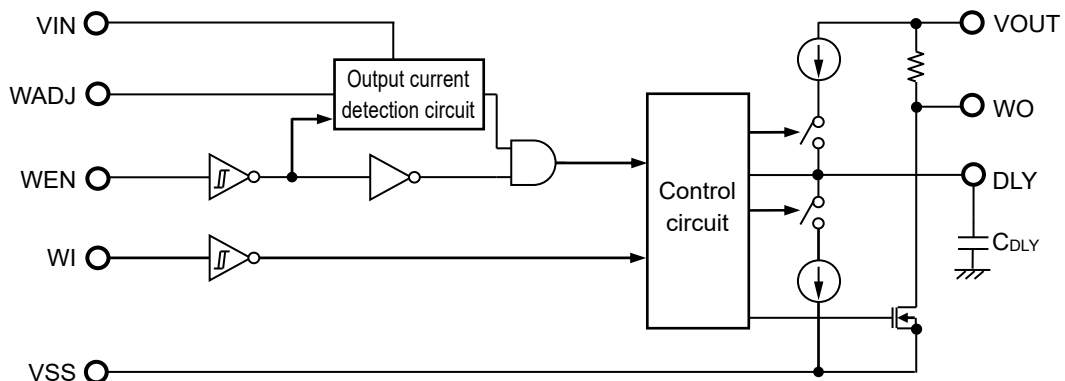 VIN
VOUT
Output current
detection circuit
WADJ
WO
WEN
DLY
Control
circuit
WI
CDLY
VSS